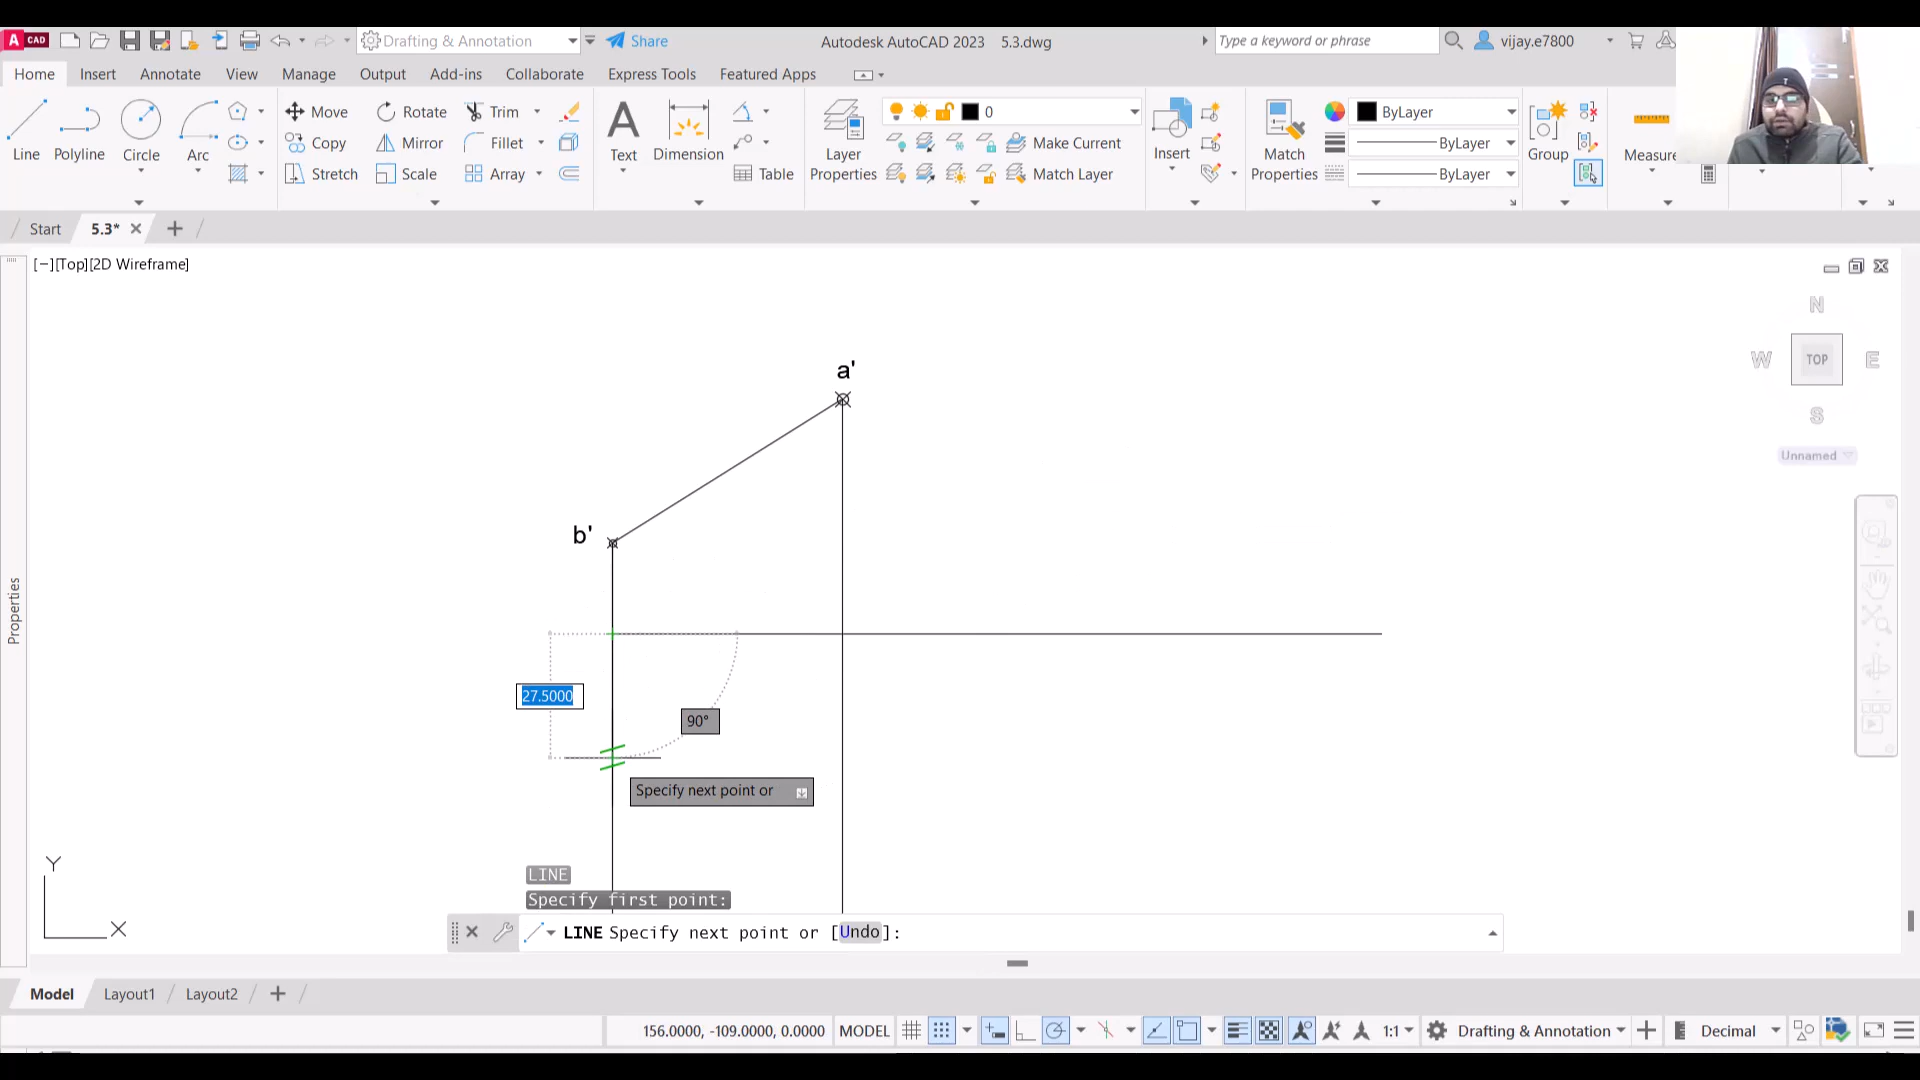 A CAD
Drafting & Annotation
Share
Autodesk AutoCAD 2023 5.3.dwg
Type a keyword or phrase
vijay.e7800
Home Insert Annotate View Manage Output Add-ins Collaborate Express Tools Featured Apps
Line
Polyline
Circle
Arc
Move
Rotate
Trim
Copy
Mirror
Fillet
Stretch
Scale
Array
Text
Dimension
Table
Layer
Properties
0
Make Current
Match Layer
Insert
Match
Properties
ByLayer
ByLayer
ByLayer
Group
Measure
Start
5.3*
[−][Top][2D Wireframe]
N
W
TOP
E
S
Unnamed
Properties
a'
b'
27.5000
90°
Specify next point or
Y
X
LINE
Specify first point:
LINE Specify next point or [Undo]:
Model Layout1 Layout2
156.0000, -109.0000, 0.0000
MODEL
1:1
Drafting & Annotation
Decimal